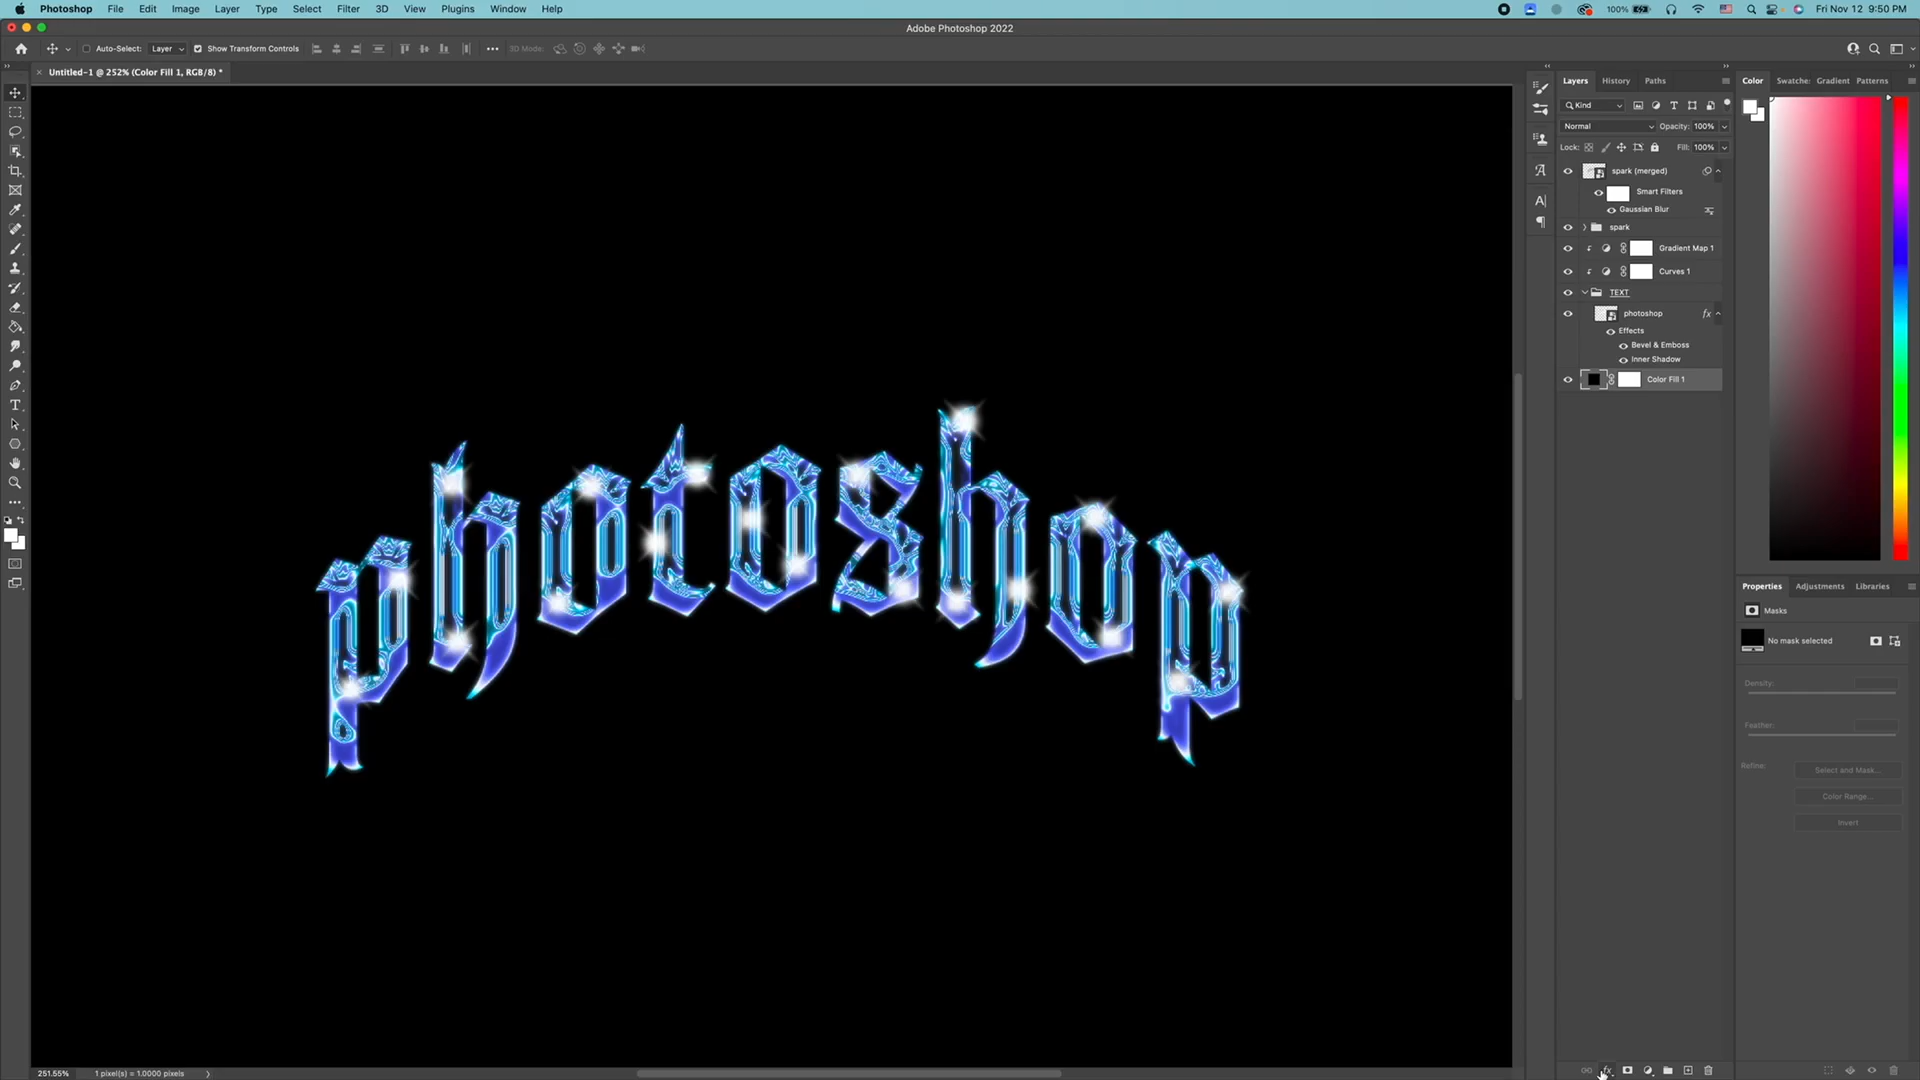 Photoshop File Edit Image Layer Type Select Filter 3D View Plugins Window Help 100% Fri Nov 12 9:50 PM
Adobe Photoshop 2022
Auto-Select: Layer Show Transform Controls 3D Mode:
Untitled-1 @ 252% (Color Fill 1, RGB/8) *
Layers History Paths
Kind
Normal Opacity: 100%
Lock: Fill: 100%
spark (merged)
Smart Filters
Gaussian Blur
spark
Gradient Map 1
Curves 1
TEXT
photoshop fx
Effects
Bevel & Emboss
Inner Shadow
Color Fill 1
Color Swatche: Gradient Patterns
Properties Adjustments Libraries
Masks
No mask selected
Density:
Feather:
Refine: Select and Mask...
Color Range...
Invert
photoshop
251.55% 1 pixel(s) = 1.0000 pixels